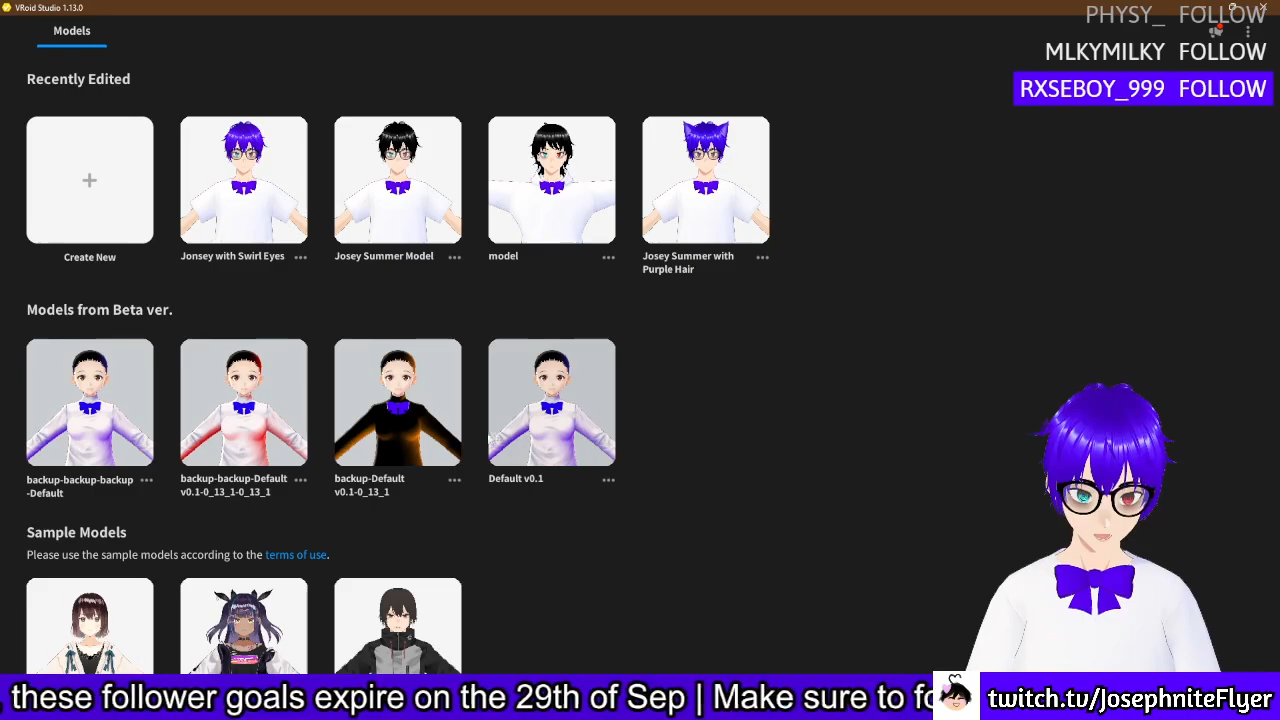 VRoid Studio 1.13.0
Models
PHYSY_ FOLLOW
MLKYMILKY FOLLOW
RXSEBOY_999 FOLLOW
Recently Edited
Create New
Jonsey with Swirl Eyes
Josey Summer Model
model
Josey Summer with
Purple Hair
Models from Beta ver.
backup-backup-backup
-Default
backup-backup-Default
v0.1-0_13_1-0_13_1
backup-Default
v0.1-0_13_1
Default v0.1
Sample Models
Please use the sample models according to the terms of use.
, these follower goals expire on the 29th of Sep | Make sure to fo
twitch.tv/JosephniteFlyer